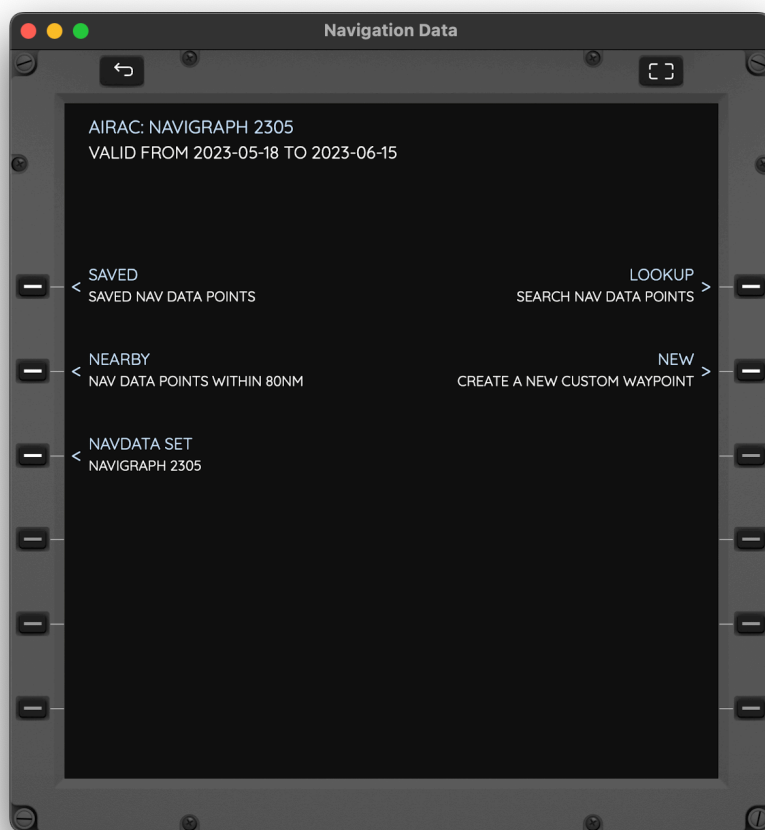 Navigation Data
AIRAC: NAVIGRAPH 2305
VALID FROM 2023-05-18 TO 2023-06-15
< SAVED
SAVED NAV DATA POINTS
LOOKUP >
SEARCH NAV DATA POINTS
< NEARBY
NAV DATA POINTS WITHIN 80NM
NEW >
CREATE A NEW CUSTOM WAYPOINT
< NAVDATA SET
NAVIGRAPH 2305